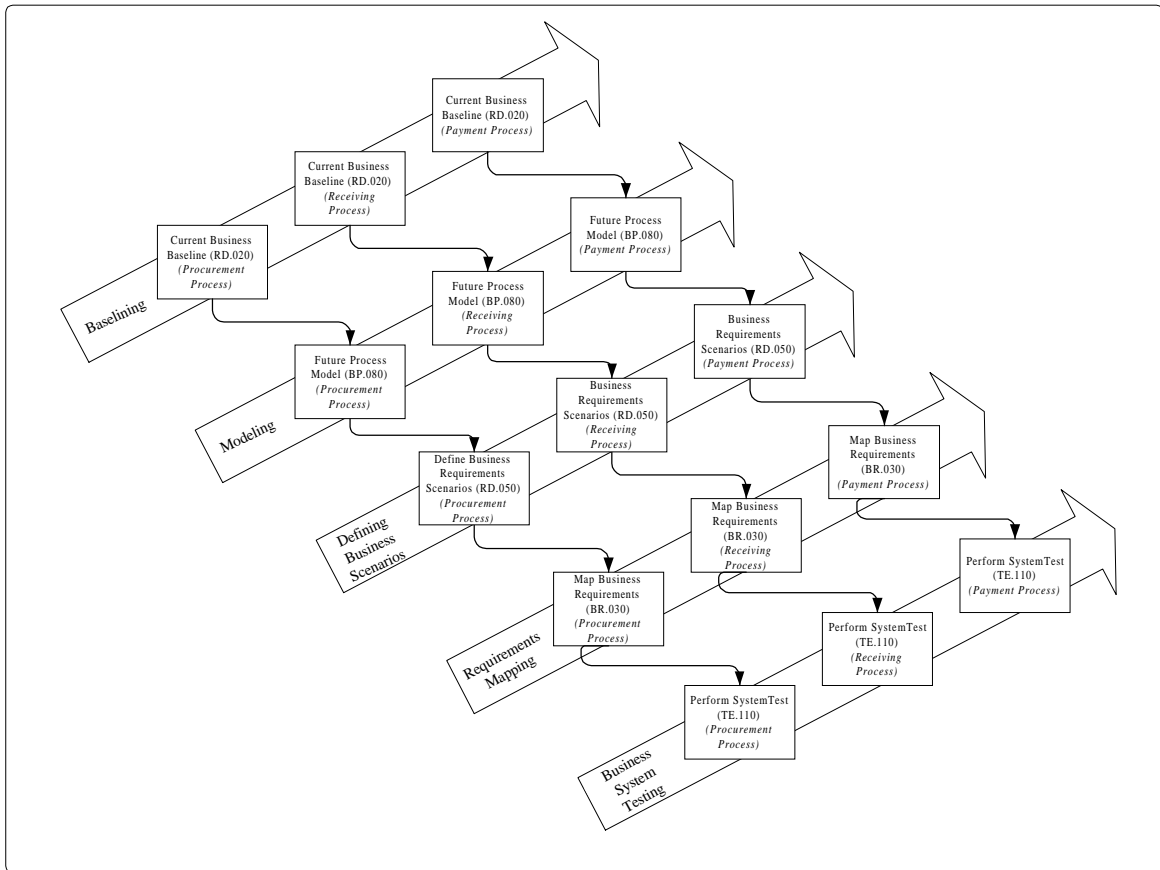 Current Business
Baseline (RD.020)
(Payment Process)
Current Business
Baseline (RD.020)
(Receiving
Process)
Current Business
Baseline (RD.020)
(Procurement
Process)
Baselining
Future Process
Model (BP.080)
(Payment Process)
Future Process
Model (BP.080)
(Receiving
Process)
Future Process
Model (BP.080)
(Procurement
Process)
Modeling
Business
Requirements
Scenarios (RD.050)
(Payment Process)
Business
Requirements
Scenarios (RD.050)
(Receiving
Process)
Define Business
Requirements
Scenarios (RD.050)
(Procurement
Process)
Defining
Business
Scenarios
Map Business
Requirements
(BR.030)
(Payment Process)
Map Business
Requirements
(BR.030)
(Receiving
Process)
Map Business
Requirements
(BR.030)
(Procurement
Process)
Requirements
Mapping
Perform SystemTest
(TE.110)
(Payment Process)
Perform SystemTest
(TE.110)
(Receiving
Process)
Perform SystemTest
(TE.110)
(Procurement
Process)
Business
System
Testing